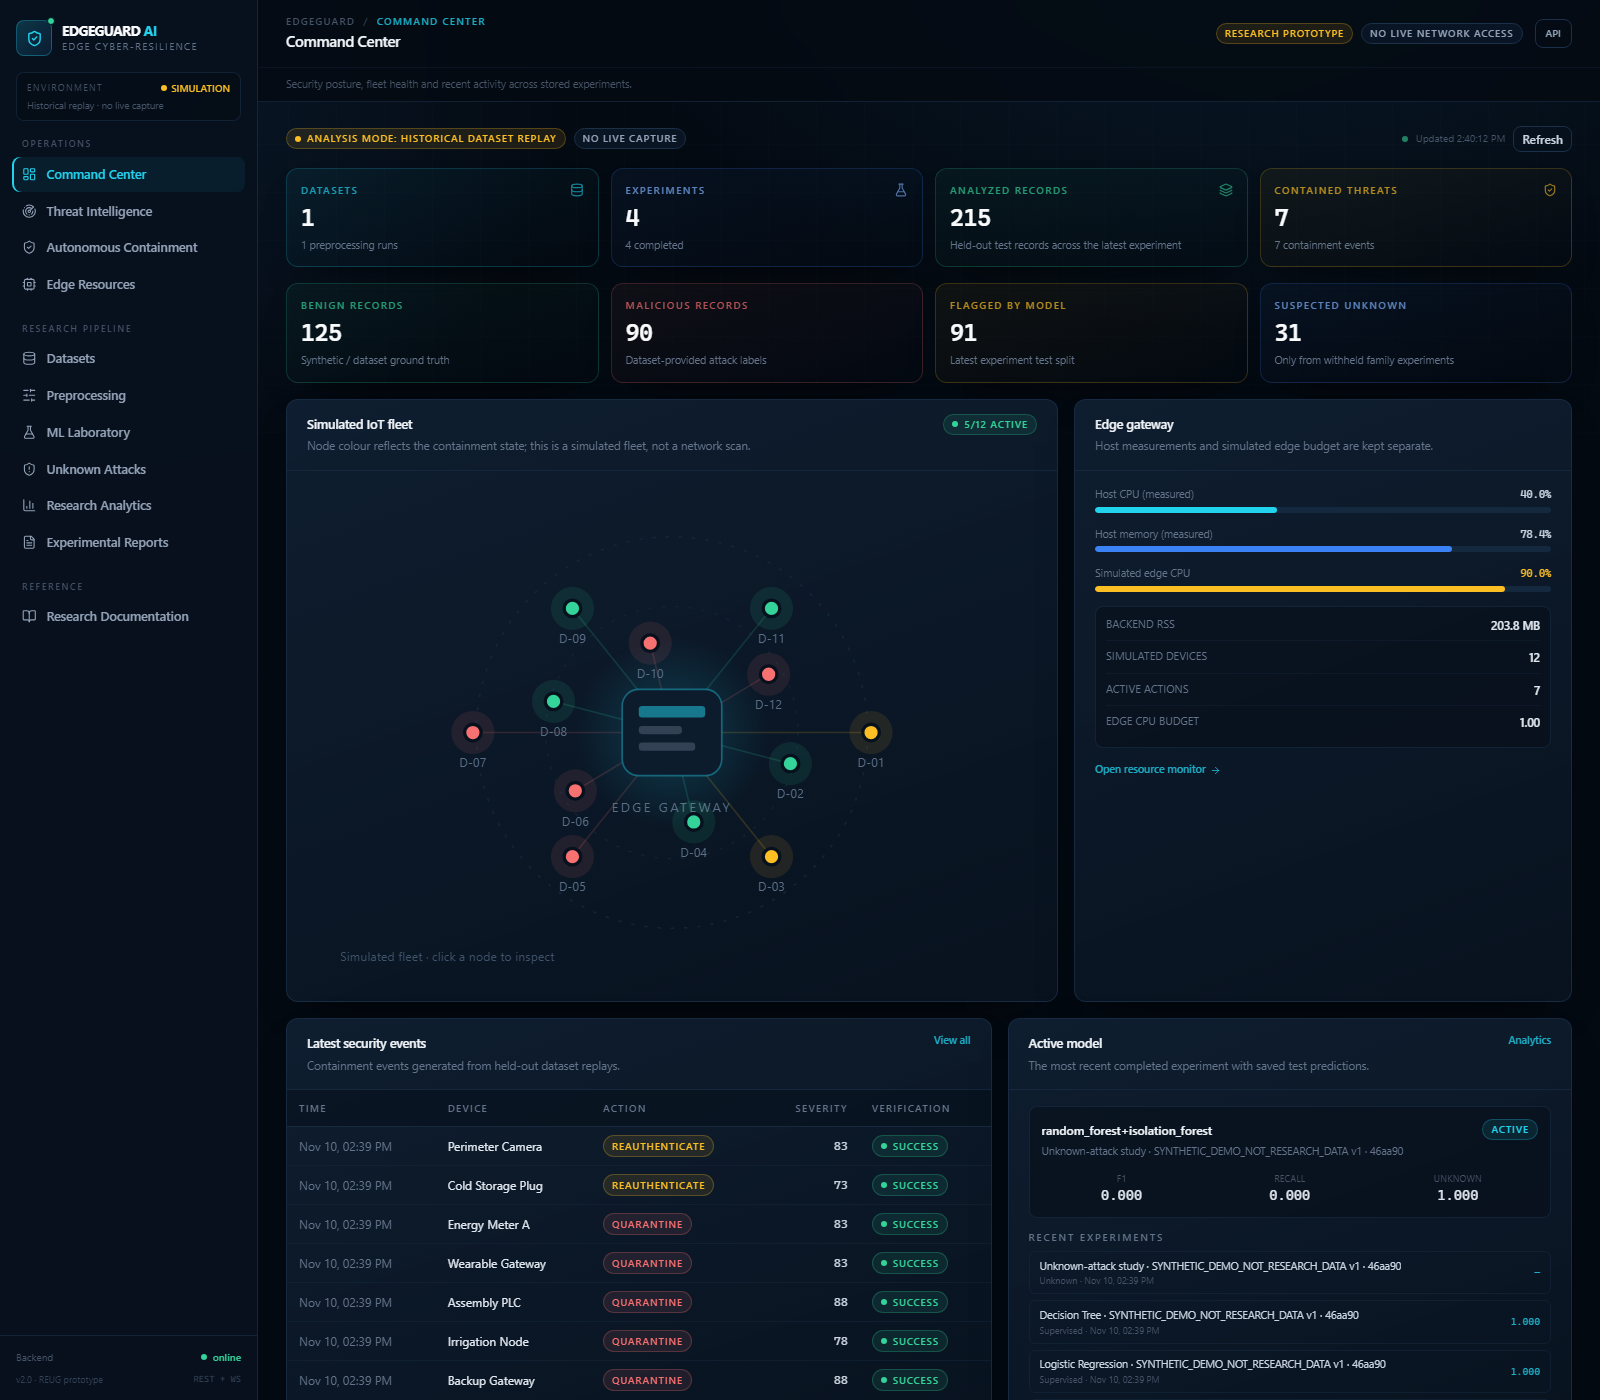 EDGEGUARD AI
EDGE CYBER-RESILIENCE
ENVIRONMENT
SIMULATION
Historical replay · no live capture
OPERATIONS
Command Center
Threat Intelligence
Autonomous Containment
Edge Resources
RESEARCH PIPELINE
Datasets
Preprocessing
ML Laboratory
Unknown Attacks
Research Analytics
Experimental Reports
REFERENCE
Research Documentation
Backend
online
v2.0 · REUG prototype
REST + WS
EDGEGUARD / COMMAND CENTER
Command Center
RESEARCH PROTOTYPE
NO LIVE NETWORK ACCESS
API
Security posture, fleet health and recent activity across stored experiments.
ANALYSIS MODE: HISTORICAL DATASET REPLAY
NO LIVE CAPTURE
Updated 2:40:12 PM
Refresh
DATASETS
1
1 preprocessing runs
EXPERIMENTS
4
4 completed
ANALYZED RECORDS
215
Held-out test records across the latest experiment
CONTAINED THREATS
7
7 containment events
BENIGN RECORDS
125
Synthetic / dataset ground truth
MALICIOUS RECORDS
90
Dataset-provided attack labels
FLAGGED BY MODEL
91
Latest experiment test split
SUSPECTED UNKNOWN
31
Only from withheld family experiments
Simulated IoT fleet
Node colour reflects the containment state; this is a simulated fleet, not a network scan.
5/12 ACTIVE
D-09
D-11
D-10
D-12
D-08
D-07
D-01
D-02
D-06
EDGE GATEWAY
D-04
D-05
D-03
Simulated fleet · click a node to inspect
Edge gateway
Host measurements and simulated edge budget are kept separate.
Host CPU (measured)
40.0%
Host memory (measured)
78.4%
Simulated edge CPU
90.0%
BACKEND RSS
203.8 MB
SIMULATED DEVICES
12
ACTIVE ACTIONS
7
EDGE CPU BUDGET
1.00
Open resource monitor →
Latest security events
Containment events generated from held-out dataset replays.
View all
TIME DEVICE ACTION SEVERITY VERIFICATION
Nov 10, 02:39 PM Perimeter Camera REAUTHENTICATE 83 SUCCESS
Nov 10, 02:39 PM Cold Storage Plug REAUTHENTICATE 73 SUCCESS
Nov 10, 02:39 PM Energy Meter A QUARANTINE 83 SUCCESS
Nov 10, 02:39 PM Wearable Gateway QUARANTINE 83 SUCCESS
Nov 10, 02:39 PM Assembly PLC QUARANTINE 88 SUCCESS
Nov 10, 02:39 PM Irrigation Node QUARANTINE 78 SUCCESS
Nov 10, 02:39 PM Backup Gateway QUARANTINE 88 SUCCESS
Active model
Analytics
The most recent completed experiment with saved test predictions.
random_forest+isolation_forest
ACTIVE
Unknown-attack study · SYNTHETIC_DEMO_NOT_RESEARCH_DATA v1 · 46aa90
F1 RECALL UNKNOWN
0.000 0.000 1.000
RECENT EXPERIMENTS
Unknown-attack study · SYNTHETIC_DEMO_NOT_RESEARCH_DATA v1 · 46aa90
Unknown · Nov 10, 02:39 PM
—
Decision Tree · SYNTHETIC_DEMO_NOT_RESEARCH_DATA v1 · 46aa90
Supervised · Nov 10, 02:39 PM
1.000
Logistic Regression · SYNTHETIC_DEMO_NOT_RESEARCH_DATA v1 · 46aa90
Supervised · Nov 10, 02:39 PM
1.000